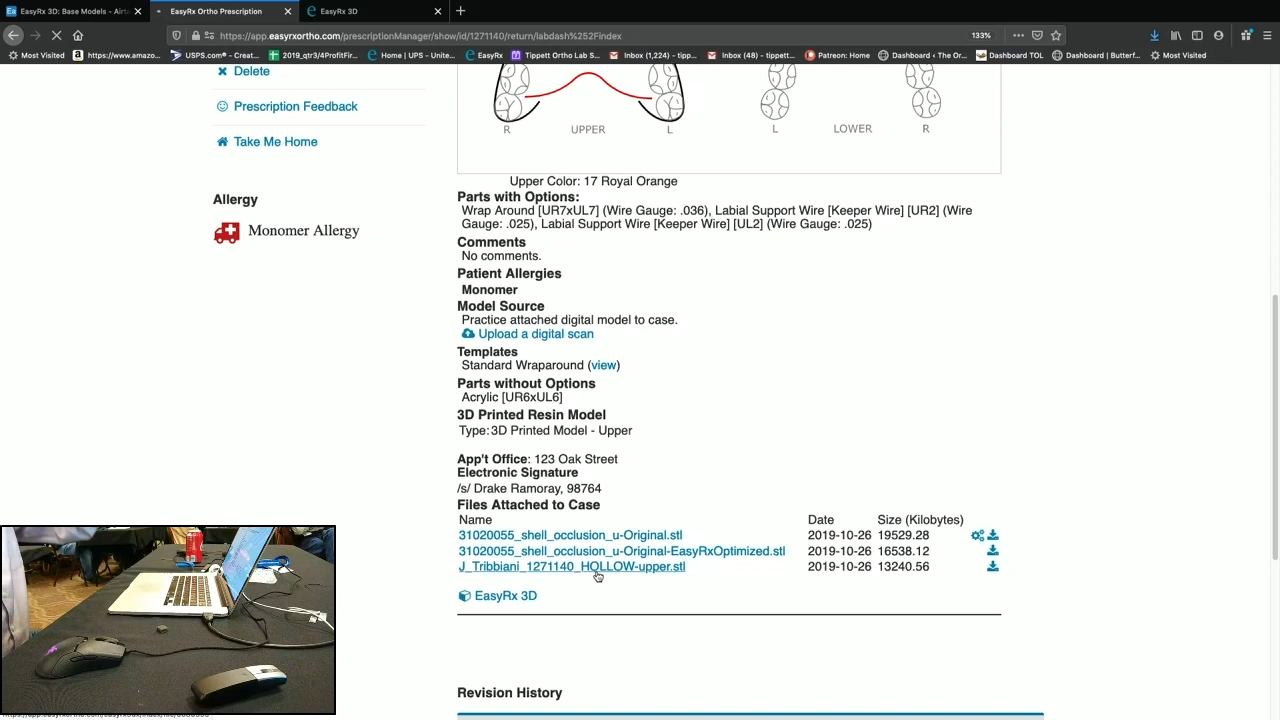 EasyRx 3D: Base Models - Airta
EasyRx Ortho Prescription
EasyRx 3D
https://app.easyrxortho.com/prescriptionManager/show/id/1271140/return/labdash%252Findex
133%
Most Visited
https://www.amazo...
USPS.com® - Creat...
2019_qtr3/4ProfitFir...
Home | UPS - Unite...
EasyRx
Tippett Ortho Lab S...
Inbox (1,224) - tipp...
Inbox (48) - tippett...
Patreon: Home
Dashboard ‹ The Or...
Dashboard TOL
Dashboard | Butterf...
Most Visited
Delete
Prescription Feedback
Take Me Home
Allergy
Monomer Allergy
R UPPER L L LOWER R
Upper Color: 17 Royal Orange
Parts with Options:
Wrap Around [UR7xUL7] (Wire Gauge: .036), Labial Support Wire [Keeper Wire] [UR2] (Wire
Gauge: .025), Labial Support Wire [Keeper Wire] [UL2] (Wire Gauge: .025)
Comments
No comments.
Patient Allergies
Monomer
Model Source
Practice attached digital model to case.
Upload a digital scan
Templates
Standard Wraparound (view)
Parts without Options
Acrylic [UR6xUL6]
3D Printed Resin Model
Type:3D Printed Model - Upper
App't Office: 123 Oak Street
Electronic Signature
/s/ Drake Ramoray, 98764
Files Attached to Case
Name Date Size (Kilobytes)
31020055_shell_occlusion_u-Original.stl 2019-10-26 19529.28
31020055_shell_occlusion_u-Original-EasyRxOptimized.stl 2019-10-26 16538.12
J_Tribbiani_1271140_HOLLOW-upper.stl 2019-10-26 13240.56
EasyRx 3D
Revision History